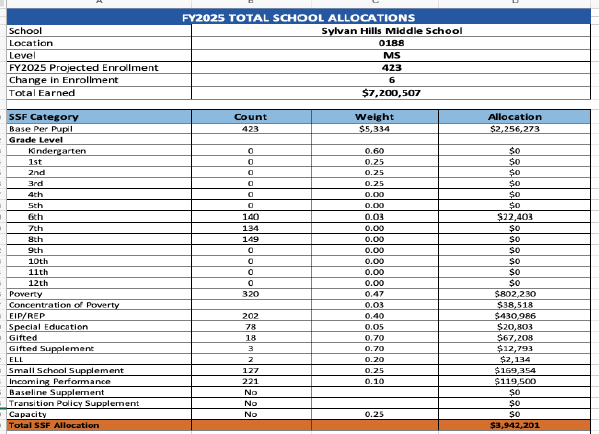 A B C D
FY2025 TOTAL SCHOOL ALLOCATIONS
School Sylvan Hills Middle School
Location 0188
Level MS
FY2025 Projected Enrollment 423
Change in Enrollment 6
Total Earned $7,200,507
SSF Category Count Weight Allocation
Base Per Pupil 423 $5,334 $2,256,273
Grade Level
Kindergarten 0 0.60 $0
1st 0 0.25 $0
2nd 0 0.25 $0
3rd 0 0.25 $0
4th 0 0.00 $0
5th 0 0.00 $0
6th 140 0.03 $22,403
7th 134 0.00 $0
8th 149 0.00 $0
9th 0 0.00 $0
10th 0 0.00 $0
11th 0 0.00 $0
12th 0 0.00 $0
Poverty 320 0.47 $802,230
Concentration of Poverty 0.03 $38,518
EIP/REP 202 0.40 $430,986
Special Education 78 0.05 $20,803
Gifted 18 0.70 $67,208
Gifted Supplement 3 0.70 $12,793
ELL 2 0.20 $2,134
Small School Supplement 127 0.25 $169,354
Incoming Performance 221 0.10 $119,500
Baseline Supplement No $0
Transition Policy Supplement No $0
Capacity No 0.25 $0
Total SSF Allocation $3,942,201